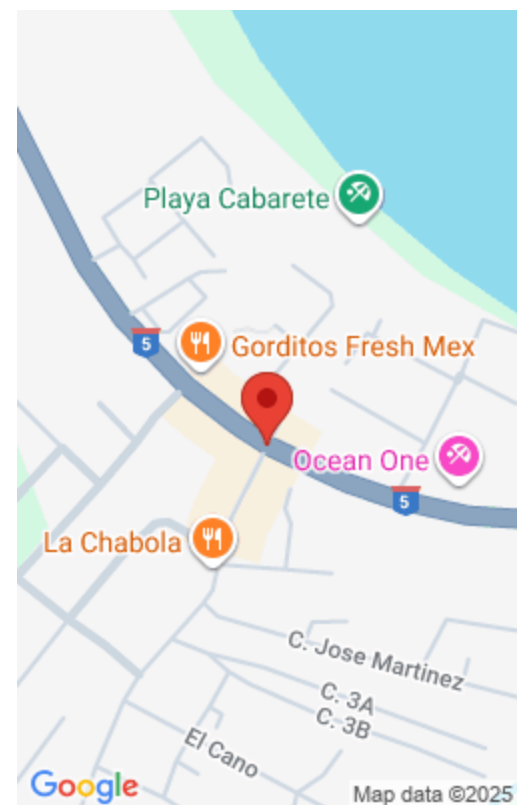 Playa Cabarete
5
Gorditos Fresh Mex
Ocean One
5
La Chabola
C. Jose Martinez
C. 3A
C. 3B
El Cano
Google
Map data ©2025